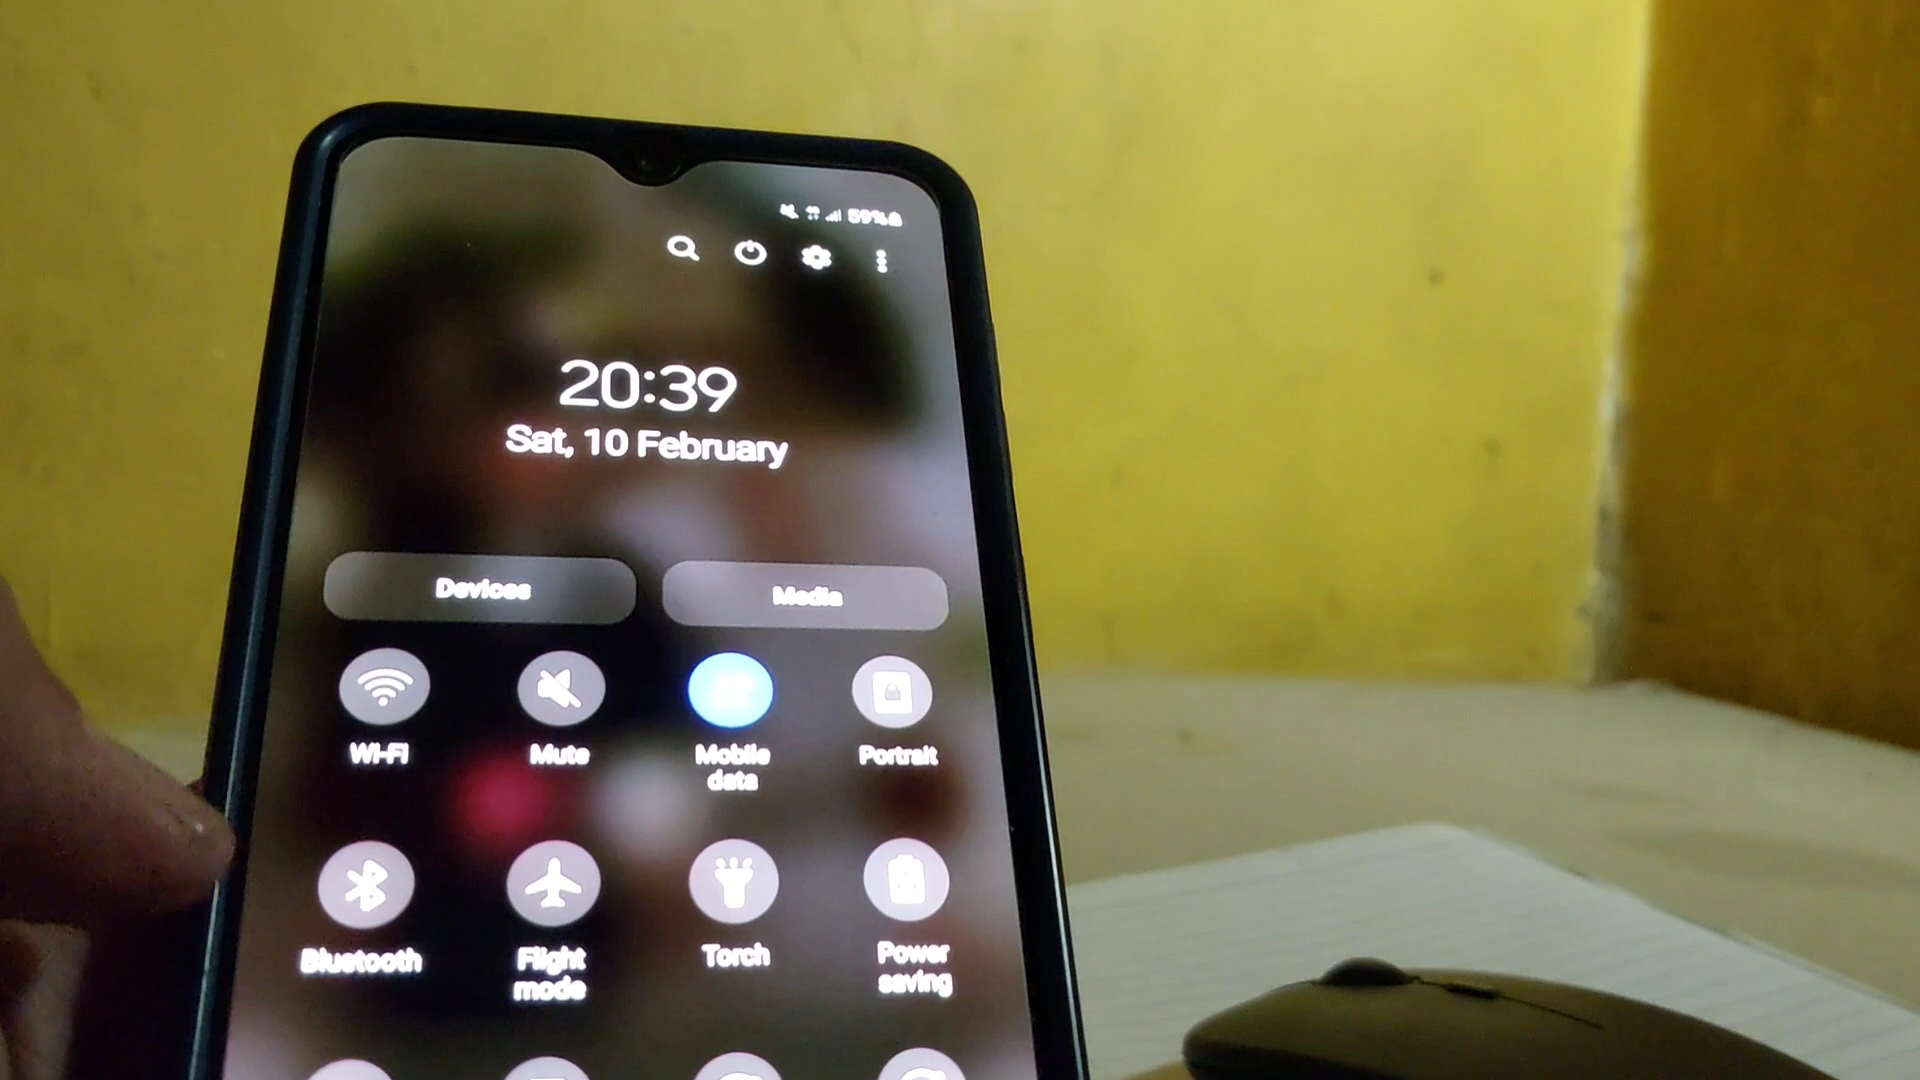 59%
20:39
Sat, 10 February
Devices Media
Wi-Fi Mute Mobile data Portrait
Bluetooth Flight mode Torch Power saving